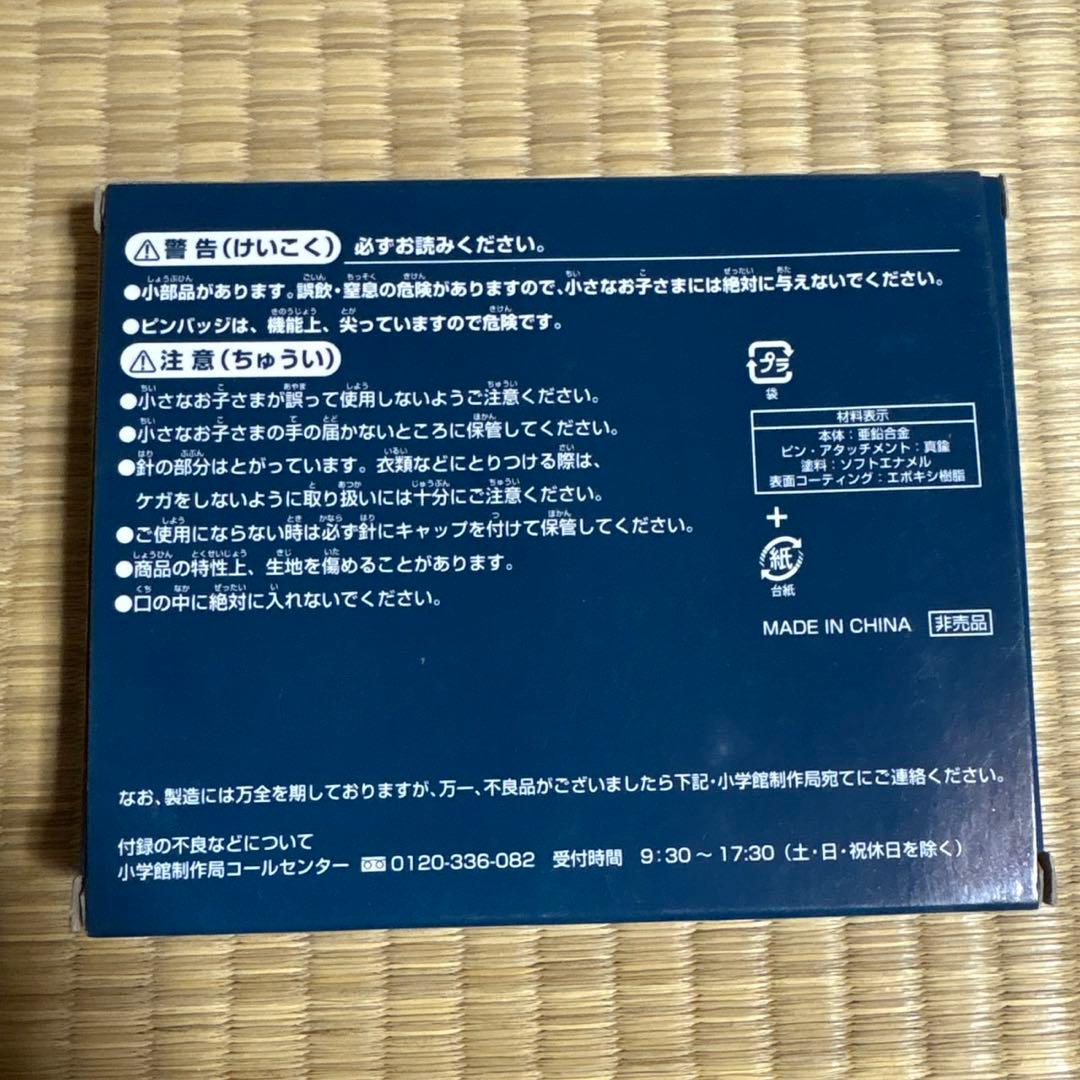 ⚠警告(けいこく) 必ずお読みください。
●小部品があります。誤飲・窒息の危険がありますので、小さなお子さまには絶対に与えないでください。
●ピンバッジは、機能上、尖っていますので危険です。
⚠注意(ちゅうい)
●小さなお子さまが誤って使用しないようご注意ください。
●小さなお子さまの手の届かないところに保管してください。
●針の部分はとがっています。衣類などにとりつける際は、
ケガをしないように取り扱いには十分にご注意ください。
●ご使用にならない時は必ず針にキャップを付けて保管してください。
●商品の特性上、生地を傷めることがあります。
●口の中に絶対に入れないでください。
プラ
袋
材料表示
本体:亜鉛合金
ピン・アタッチメント:真鍮
塗料:ソフトエナメル
表面コーティング:エポキシ樹脂
+
紙
台紙
MADE IN CHINA 非売品
なお、製造には万全を期しておりますが、万一、不良品がございましたら下記・小学館制作局宛てにご連絡ください。
付録の不良などについて
小学館制作局コールセンター 0120-336-082 受付時間 9:30～17:30(土・日・祝休日を除く)